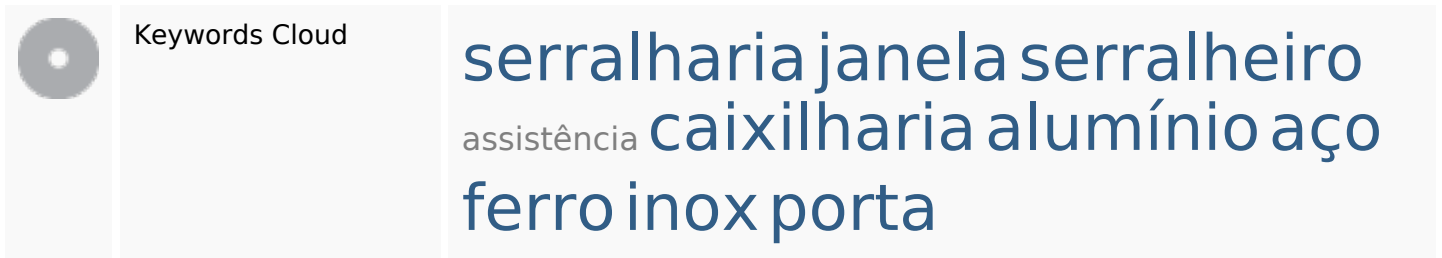 Keywords Cloud
serralharia janela serralheiro
assistência caixilharia alumínio aço
ferro inox porta